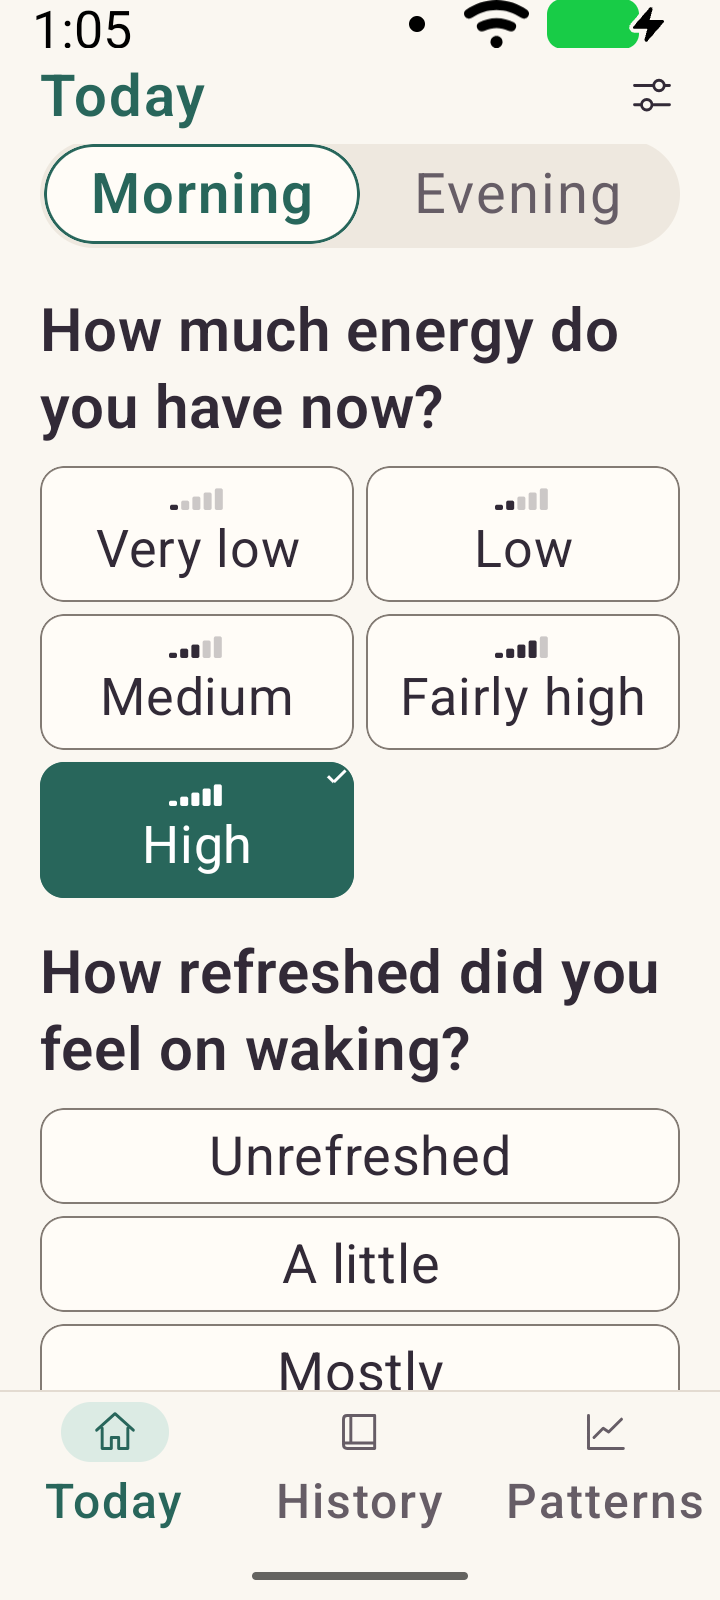 1:05
Today
Morning
Evening
How much energy do
you have now?
Very low
Low
Medium
Fairly high
High
How refreshed did you
feel on waking?
Unrefreshed
A little
Mostly
Today
History
Patterns